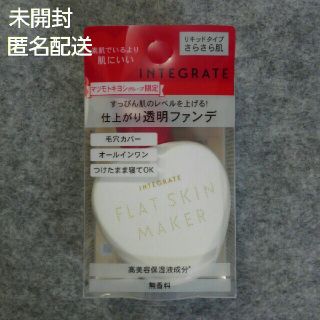 未開封
匿名配送
素肌でいるより
肌にいい
リキッドタイプ
さらさら肌
INTEGRATE
マツモトキヨシグループ限定
すっぴん肌のレベルを上げる!
仕上がり透明ファンデ
毛穴カバー
オールインワン
つけたまま寝てOK
INTEGRATE
FLAT SKIN
MAKER
高美容保湿液成分*
無香料